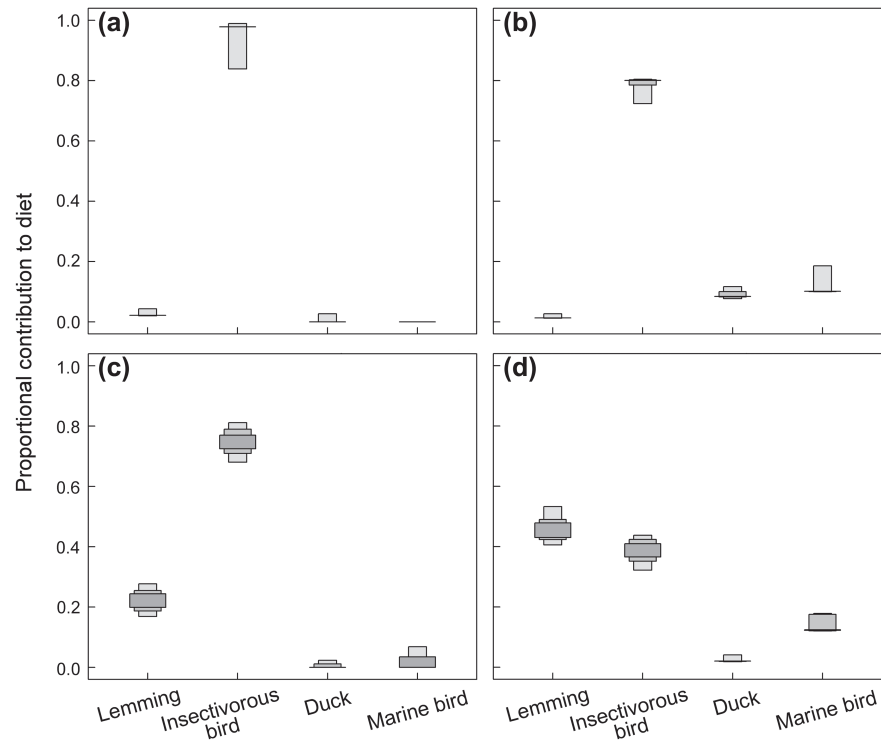 (a)
(b)
1.0
0.8
0.6
0.4
0.2
0.0
(c)
(d)
1.0
0.8
0.6
0.4
0.2
0.0
Proportional contribution to diet
Lemming
Insectivorous
bird
Duck
Marine bird
Lemming
Insectivorous
bird
Duck
Marine bird